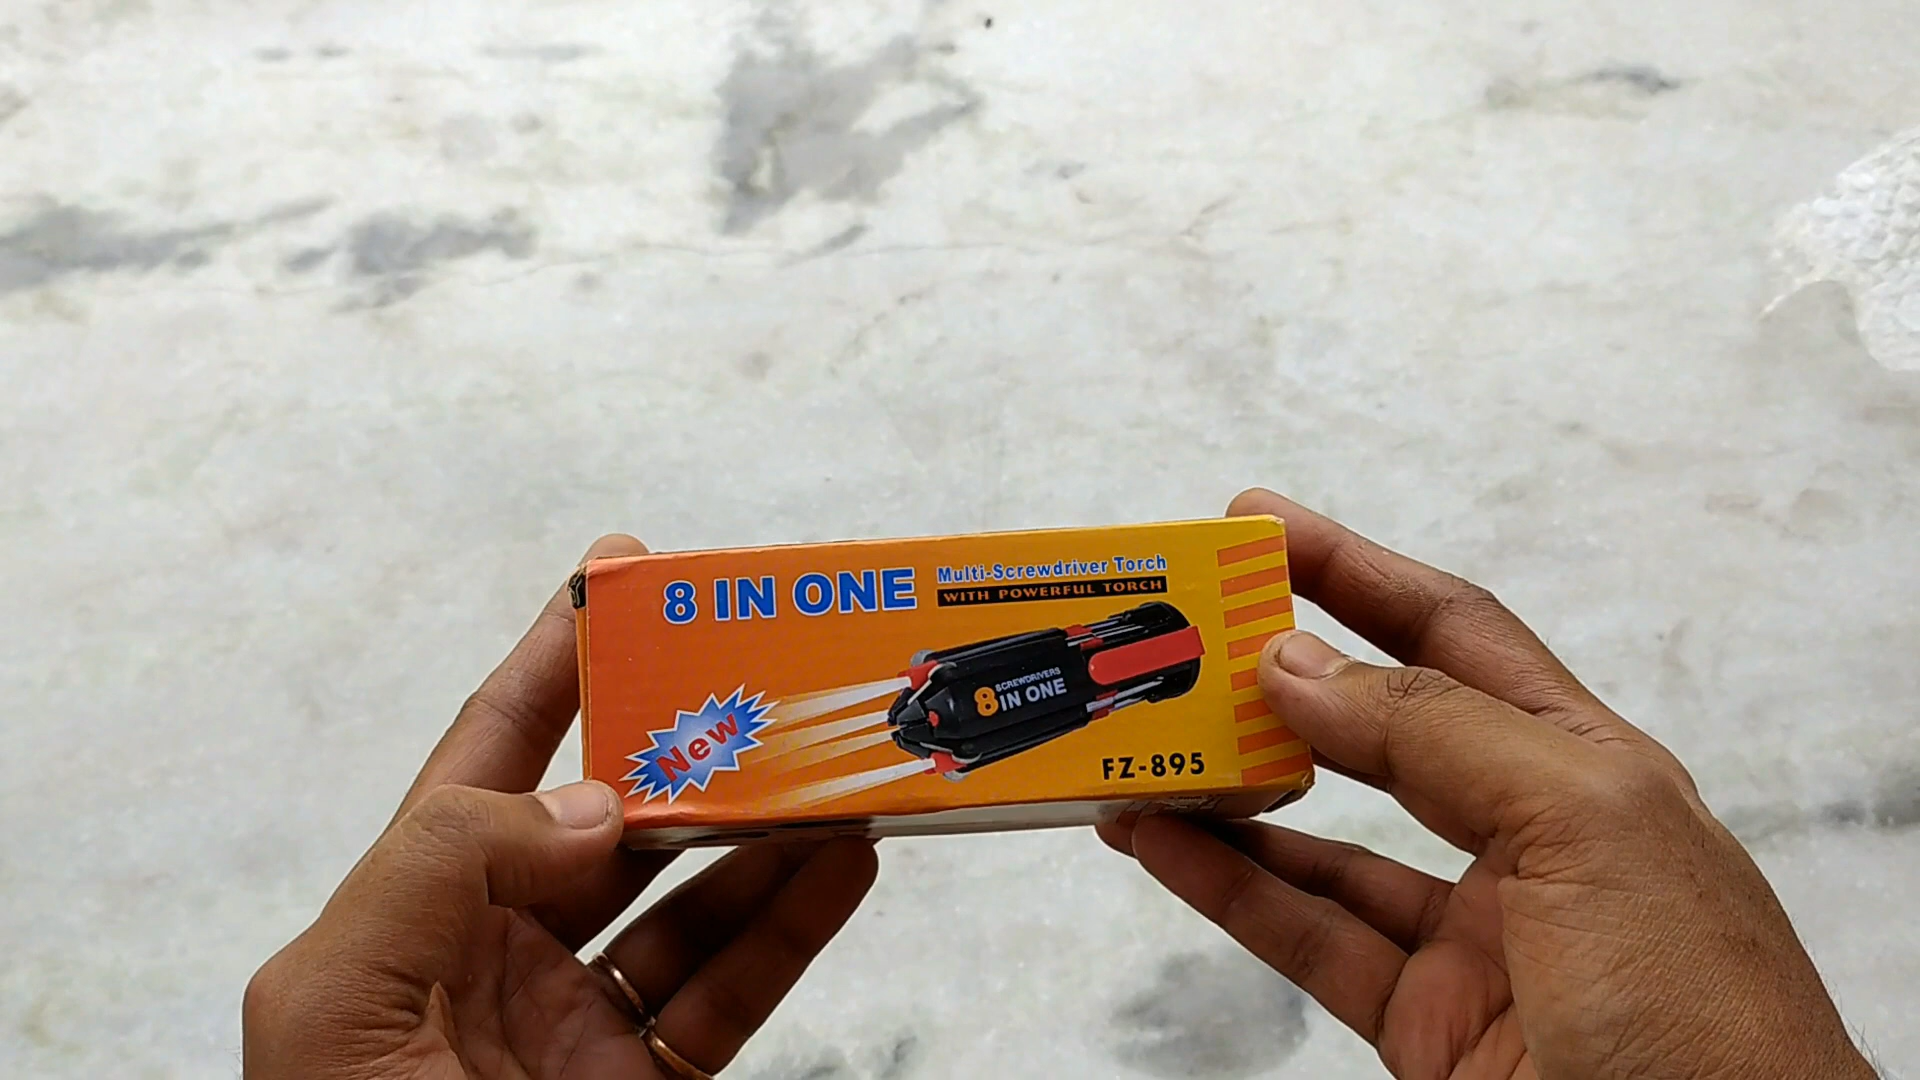 8 IN ONE
Multi-Screwdriver Torch
WITH POWERFUL TORCH
8 SCREWDRIVERS
IN ONE
New
FZ-895